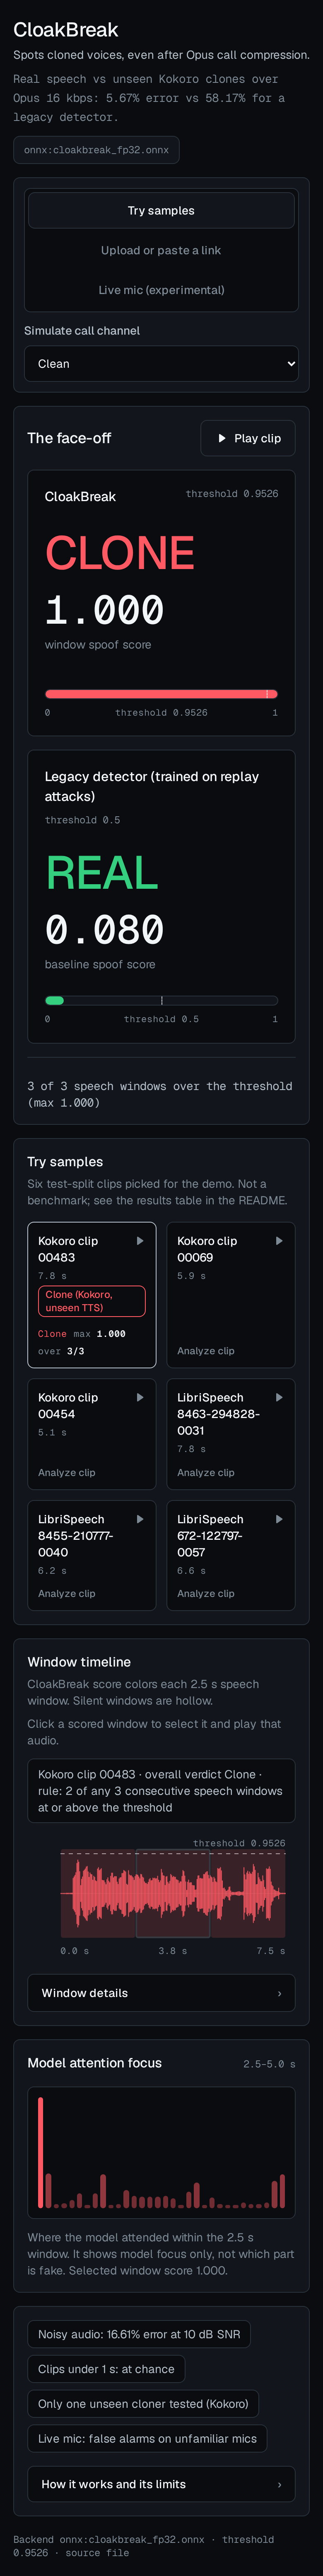 CloakBreak
Spots cloned voices, even after Opus call compression.
Real speech vs unseen Kokoro clones over
Opus 16 kbps: 5.67% error vs 58.17% for a
legacy detector.
onnx:cloakbreak_fp32.onnx
Try samples
Upload or paste a link
Live mic (experimental)
Simulate call channel
Clean
The face-off
Play clip
CloakBreak
threshold 0.9526
CLONE
1.000
window spoof score
0 threshold 0.9526 1
Legacy detector (trained on replay
attacks)
threshold 0.5
REAL
0.080
baseline spoof score
0 threshold 0.5 1
3 of 3 speech windows over the threshold
(max 1.000)
Try samples
Six test-split clips picked for the demo. Not a
benchmark; see the results table in the README.
Kokoro clip
00483
7.8 s
Clone (Kokoro,
unseen TTS)
Clone max 1.000
over 3/3
Kokoro clip
00069
5.9 s
Analyze clip
Kokoro clip
00454
5.1 s
Analyze clip
LibriSpeech
8463-294828-
0031
7.8 s
Analyze clip
LibriSpeech
8455-210777-
0040
6.2 s
Analyze clip
LibriSpeech
672-122797-
0057
6.6 s
Analyze clip
Window timeline
CloakBreak score colors each 2.5 s speech
window. Silent windows are hollow.
Click a scored window to select it and play that
audio.
Kokoro clip 00483 · overall verdict Clone ·
rule: 2 of any 3 consecutive speech windows
at or above the threshold
threshold 0.9526
0.0 s 3.8 s 7.5 s
Window details ›
Model attention focus
2.5–5.0 s
Where the model attended within the 2.5 s
window. It shows model focus only, not which part
is fake. Selected window score 1.000.
Noisy audio: 16.61% error at 10 dB SNR
Clips under 1 s: at chance
Only one unseen cloner tested (Kokoro)
Live mic: false alarms on unfamiliar mics
How it works and its limits ›
Backend onnx:cloakbreak_fp32.onnx · threshold
0.9526 · source file